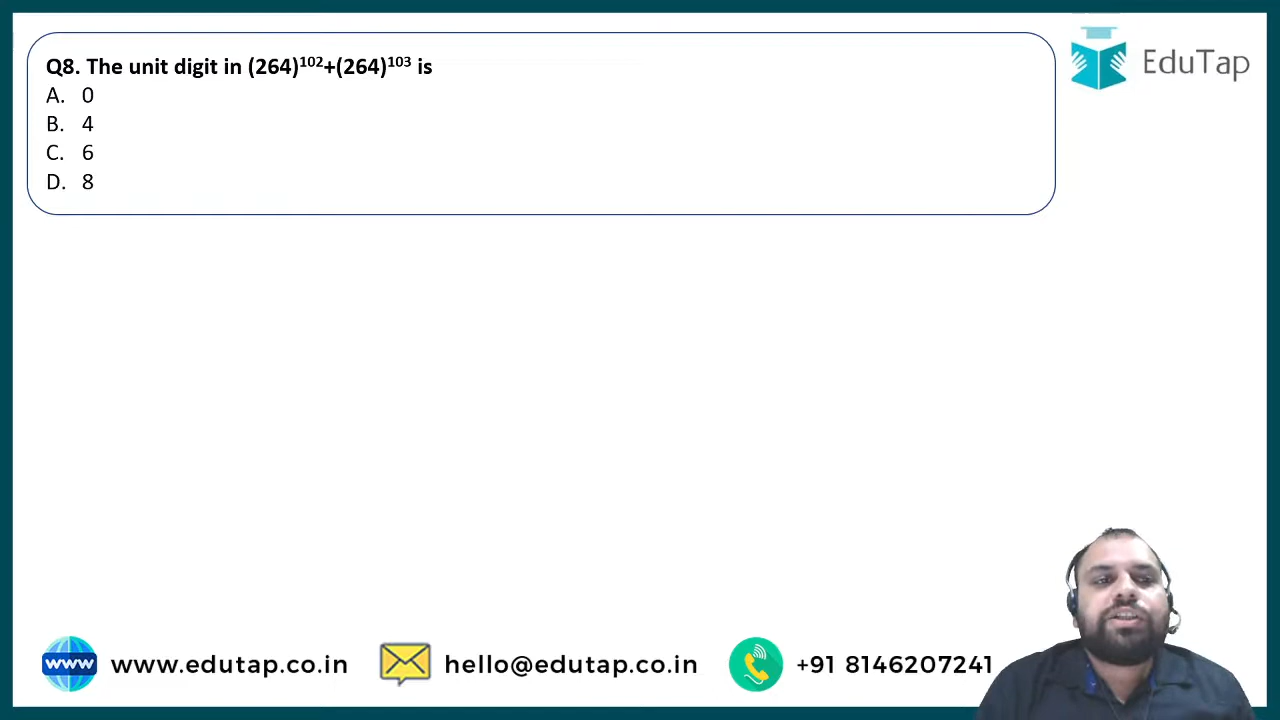 Q8. The unit digit in (264)¹⁰²+(264)¹⁰³ is
A. 0
B. 4
C. 6
D. 8
EduTap
www www.edutap.co.in hello@edutap.co.in +91 8146207241